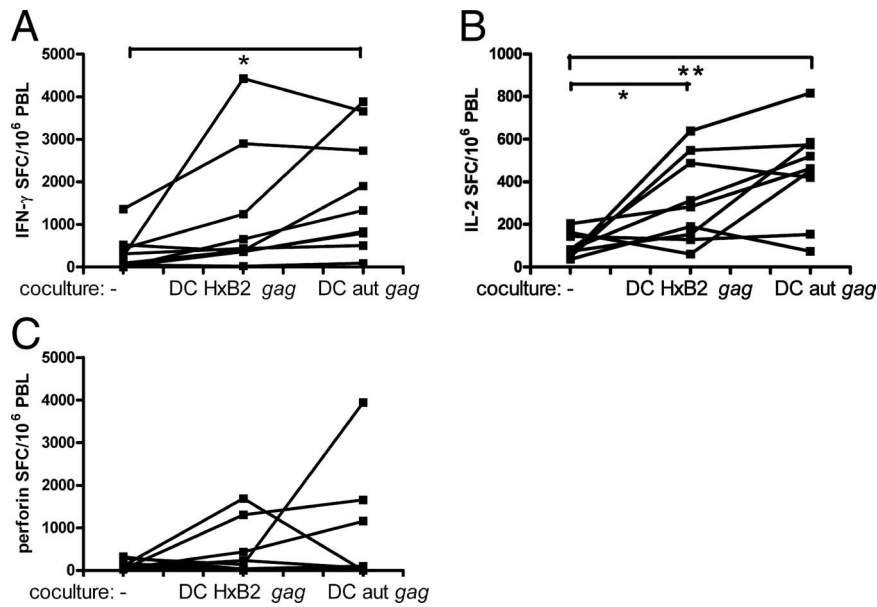 A
IFN-γ SFC/10⁶ PBL
5000
4000
3000
2000
1000
0
*
coculture: - DC HxB2 gag DC aut gag
B
IL-2 SFC/10⁶ PBL
1000
800
600
400
200
0
**
*
coculture: - DC HxB2 gag DC aut gag
C
perforin SFC/10⁶ PBL
5000
4000
3000
2000
1000
0
coculture: - DC HxB2 gag DC aut gag